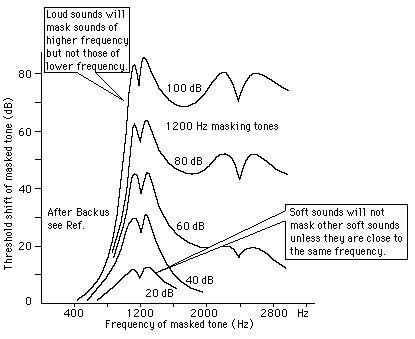 Loud sounds will
mask sounds of
higher frequency
but not those of
lower frequency.
Threshold shift of masked tone (dB)
80
60
40
20
0
100 dB
1200 Hz masking tones
80 dB
After Backus
see Ref.
60 dB
Soft sounds will not
mask other soft sounds
unless they are close to
the same frequency.
40 dB
20 dB
400 1200 2000 2800 Hz
Frequency of masked tone (Hz)